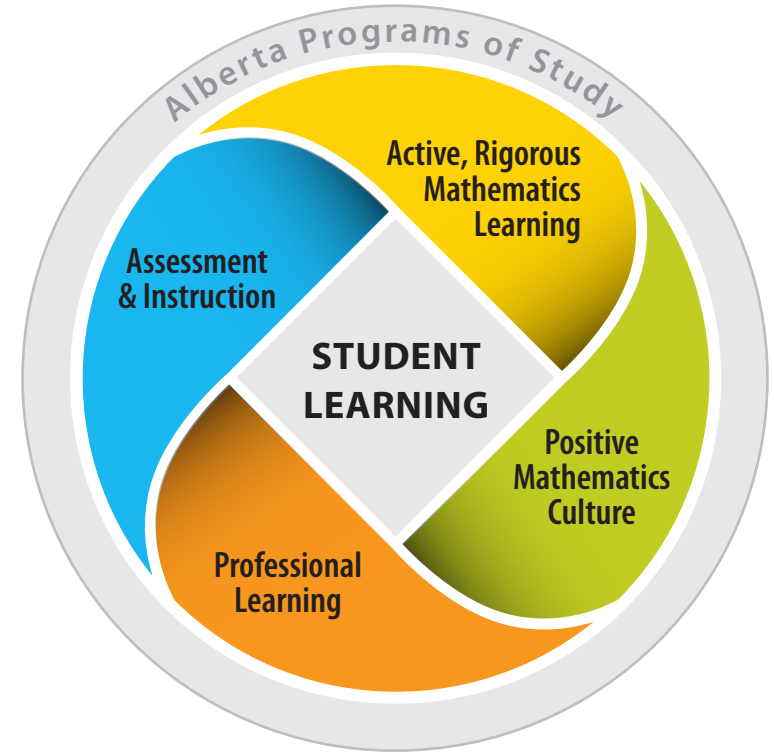 Alberta Programs of Study
Active, Rigorous
Mathematics
Learning
Assessment
& Instruction
STUDENT
LEARNING
Positive
Mathematics
Culture
Professional
Learning